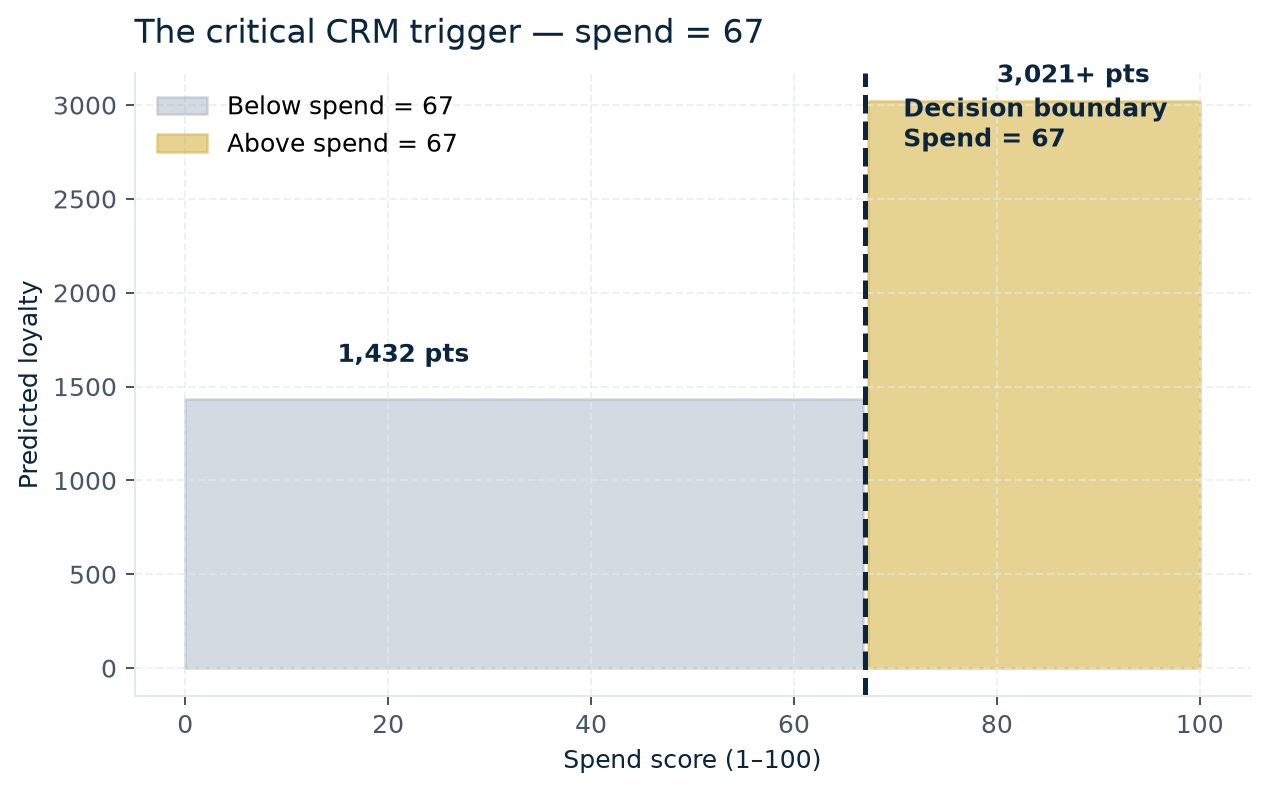 The critical CRM trigger — spend = 67
3,021+ pts
Below spend = 67
Above spend = 67
Decision boundary
Spend = 67
1,432 pts
Predicted loyalty
3000
2500
2000
1500
1000
500
0
0 20 40 60 80 100
Spend score (1–100)